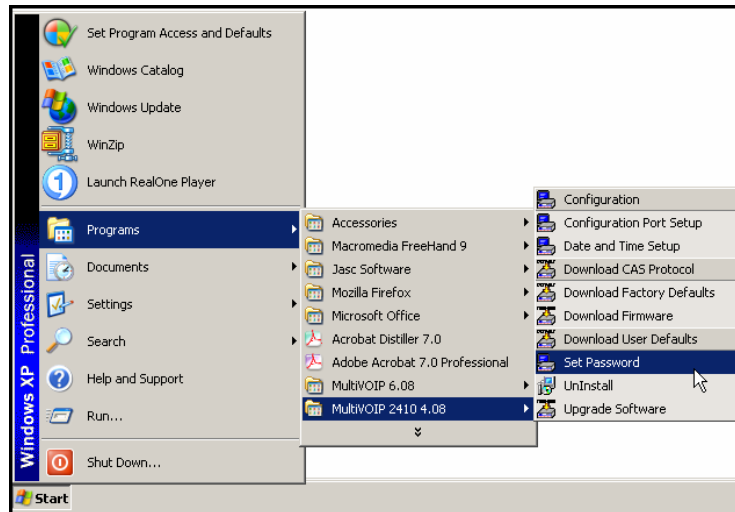 Set Program Access and Defaults
Windows Catalog
Windows Update
WinZip
Launch RealOne Player
Programs
Documents
Settings
Search
Help and Support
Run...
Shut Down...
Windows XP Professional
Start
Accessories
Macromedia FreeHand 9
Jasc Software
Mozilla Firefox
Microsoft Office
Acrobat Distiller 7.0
Adobe Acrobat 7.0 Professional
MultiVOIP 6.08
MultiVOIP 2410 4.08
Configuration
Configuration Port Setup
Date and Time Setup
Download CAS Protocol
Download Factory Defaults
Download Firmware
Download User Defaults
Set Password
UnInstall
Upgrade Software